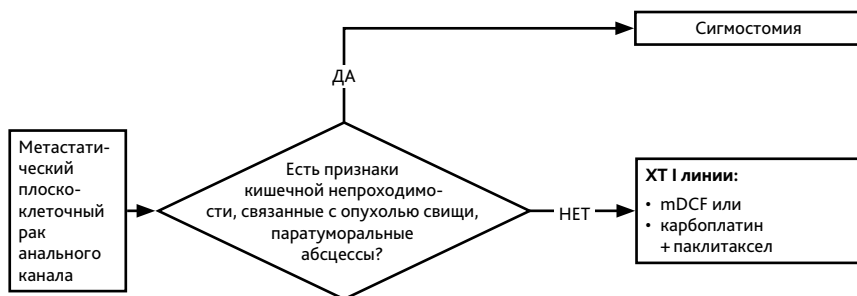 Сигмостомия
ДА
Метастати-
ческий
плоско-
клеточный
рак
анального
канала
Есть признаки
кишечной непроходимо-
сти, связанные с опухолью свищи,
паратуморальные
абсцессы?
НЕТ
ХТ I линии:
• mDCF или
• карбоплатин
+ паклитаксел